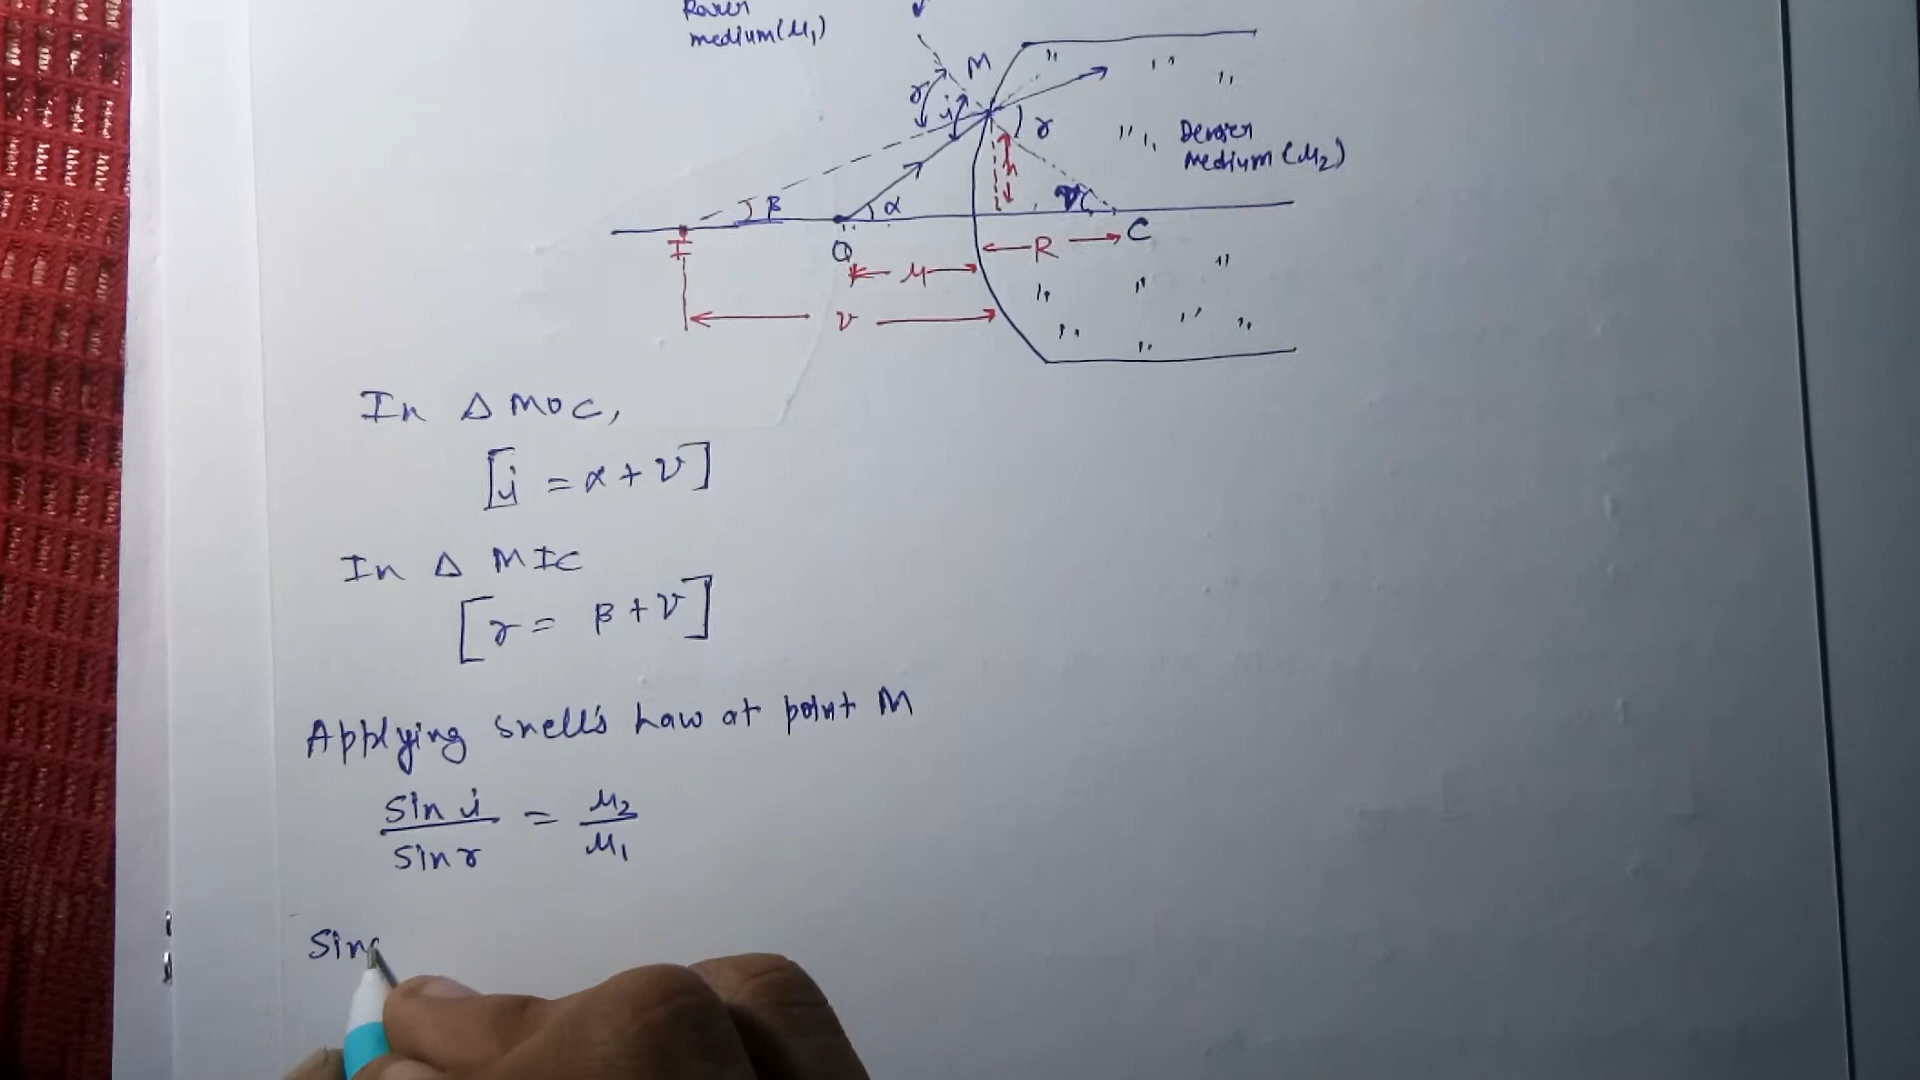 Rarer
medium (μ1)
M
r
i
r
h
Denser
medium (μ2)
β
α
ν
I
O
C
R
u
v
In Δ MOC,
[i = α + ν]
In Δ MIC
[r = β + ν]
Applying snell's Law at point M
sin i / sin r = μ2 / μ1
Sinc